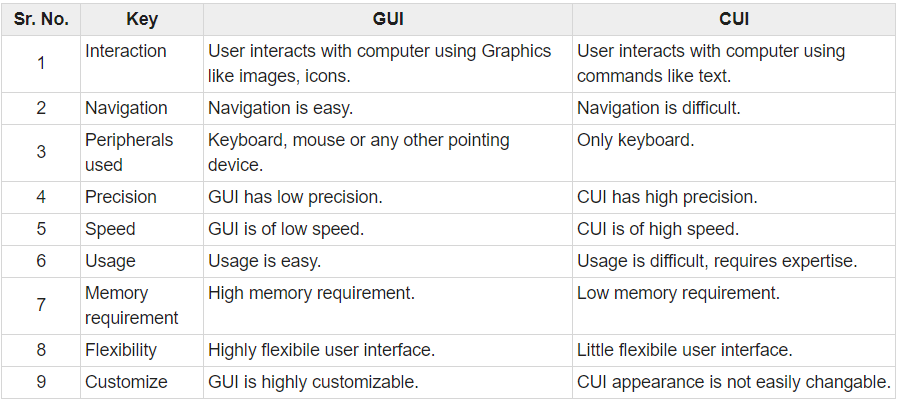 Sr. No. Key GUI CUI
1 Interaction User interacts with computer using Graphics like images, icons. User interacts with computer using commands like text.
2 Navigation Navigation is easy. Navigation is difficult.
3 Peripherals used Keyboard, mouse or any other pointing device. Only keyboard.
4 Precision GUI has low precision. CUI has high precision.
5 Speed GUI is of low speed. CUI is of high speed.
6 Usage Usage is easy. Usage is difficult, requires expertise.
7 Memory requirement High memory requirement. Low memory requirement.
8 Flexibility Highly flexibile user interface. Little flexibile user interface.
9 Customize GUI is highly customizable. CUI appearance is not easily changable.